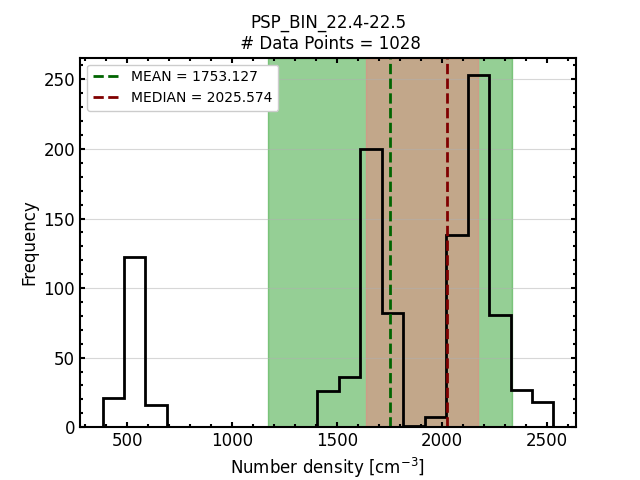 PSP_BIN_22.4-22.5
# Data Points = 1028
MEAN = 1753.127
MEDIAN = 2025.574
Frequency
250
200
150
100
50
0
500 1000 1500 2000 2500
Number density [cm⁻³]